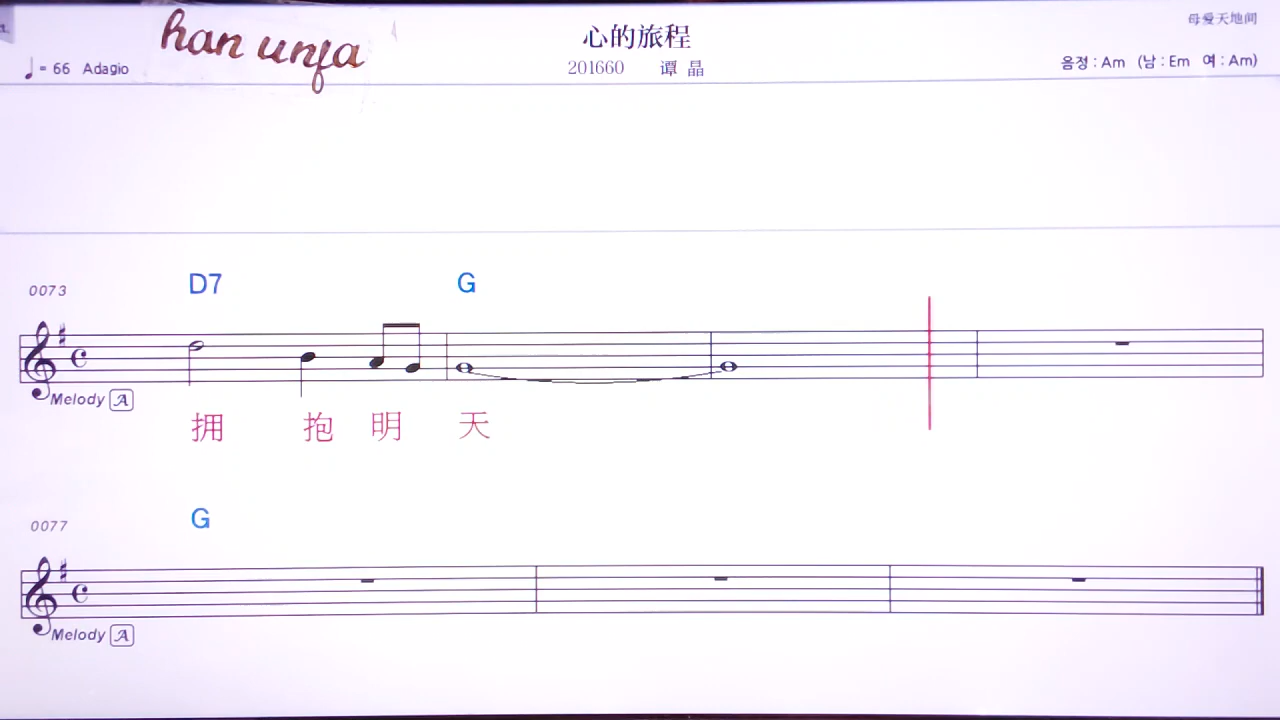 han unfa
心的旅程
母爱天地间
♩= 66 Adagio
201660 谭 晶
음정 : Am (남 : Em 여 : Am)
D7 G
0073
Melody A
拥 抱 明 天
G
0077
Melody A